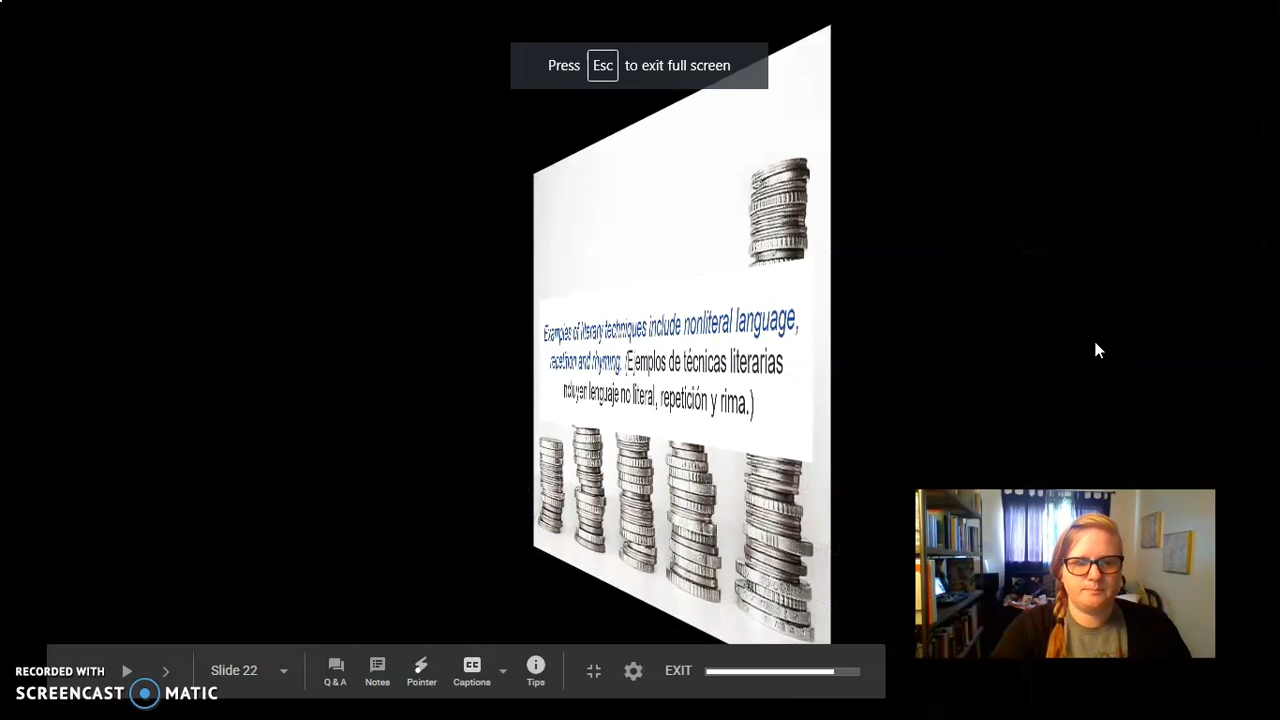 Press Esc to exit full screen
Examples of literary techniques include nonliteral language,
repetition and rhyming. (Ejemplos de técnicas literarias
incluyen lenguaje no literal, repetición y rima.)
RECORDED WITH
SCREENCAST MATIC
Slide 22
Q & A
Notes
Pointer
CC
Captions
Tips
EXIT